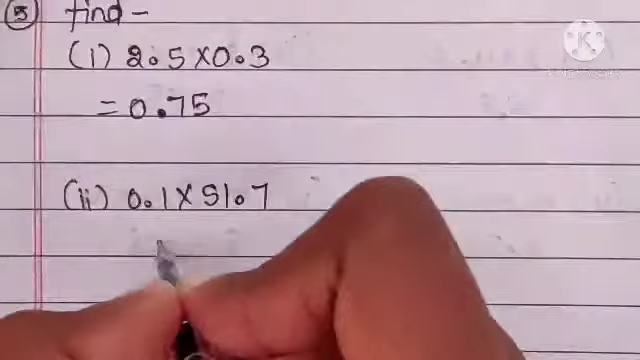 (5) find -
(i) 2.5 x 0.3
= 0.75
(ii) 0.1 x 51.7
K